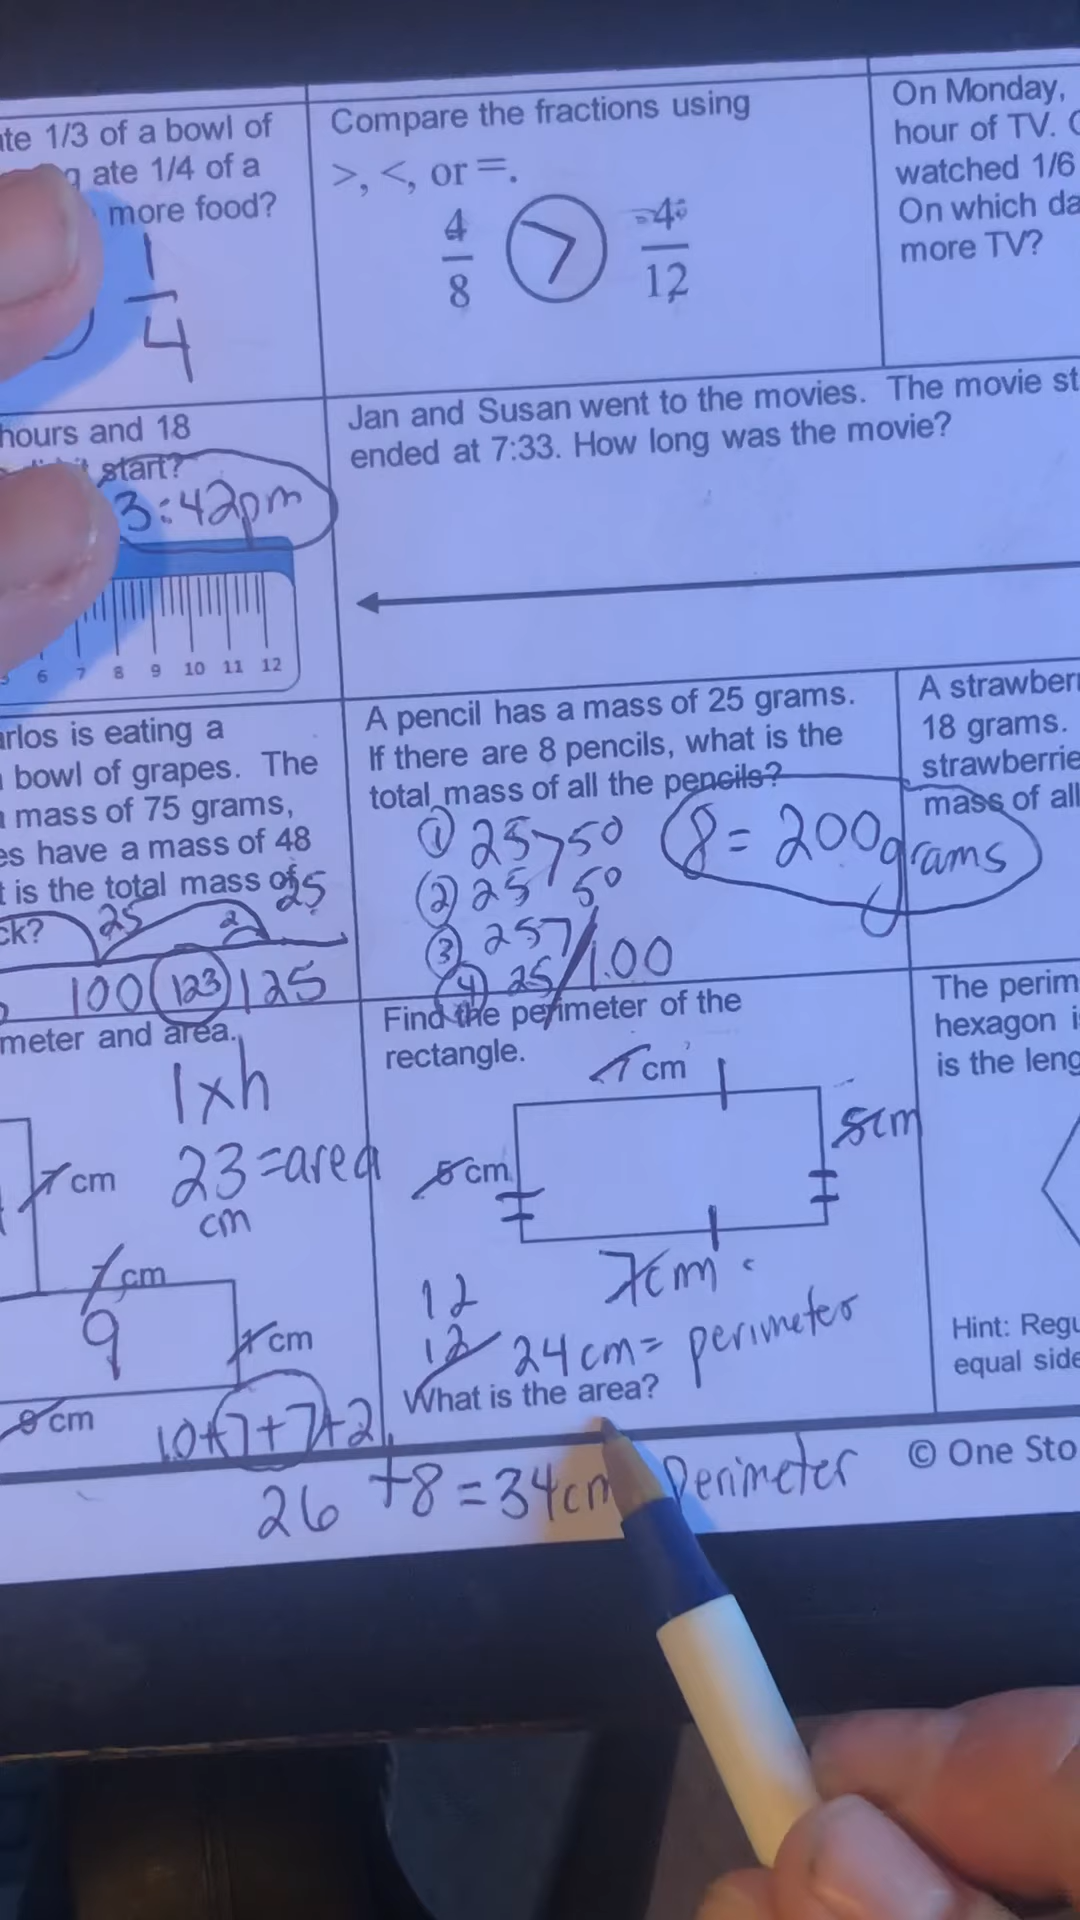 ate 1/3 of a bowl of
ate 1/4 of a
more food?
1
4
Compare the fractions using
>, <, or =.
4
8
>
4
12
On Monday,
hour of TV.
watched 1/6
On which da
more TV?
hours and 18
start?
3:42pm
6 7 8 9 10 11 12
Jan and Susan went to the movies. The movie st
ended at 7:33. How long was the movie?
arlos is eating a
bowl of grapes. The
mass of 75 grams,
es have a mass of 48
t is the total mass of
ck?
25 2 25
100 123 125
A pencil has a mass of 25 grams.
If there are 8 pencils, what is the
total mass of all the pencils?
1 25 > 50
2 25 50
3 25 7
4 25 100
8 = 200grams
A strawber
18 grams.
strawberrie
mass of all
meter and area.
lxh
23 = area
cm
7 cm
7 cm
9
cm
cm
10+7+7+2
26 +8 = 34cm Perimeter
Find the perimeter of the
rectangle.
7 cm
5 cm
5cm
7cm
12
12 24cm = perimeter
What is the area?
The perim
hexagon i
is the leng
Hint: Regu
equal side
© One Sto